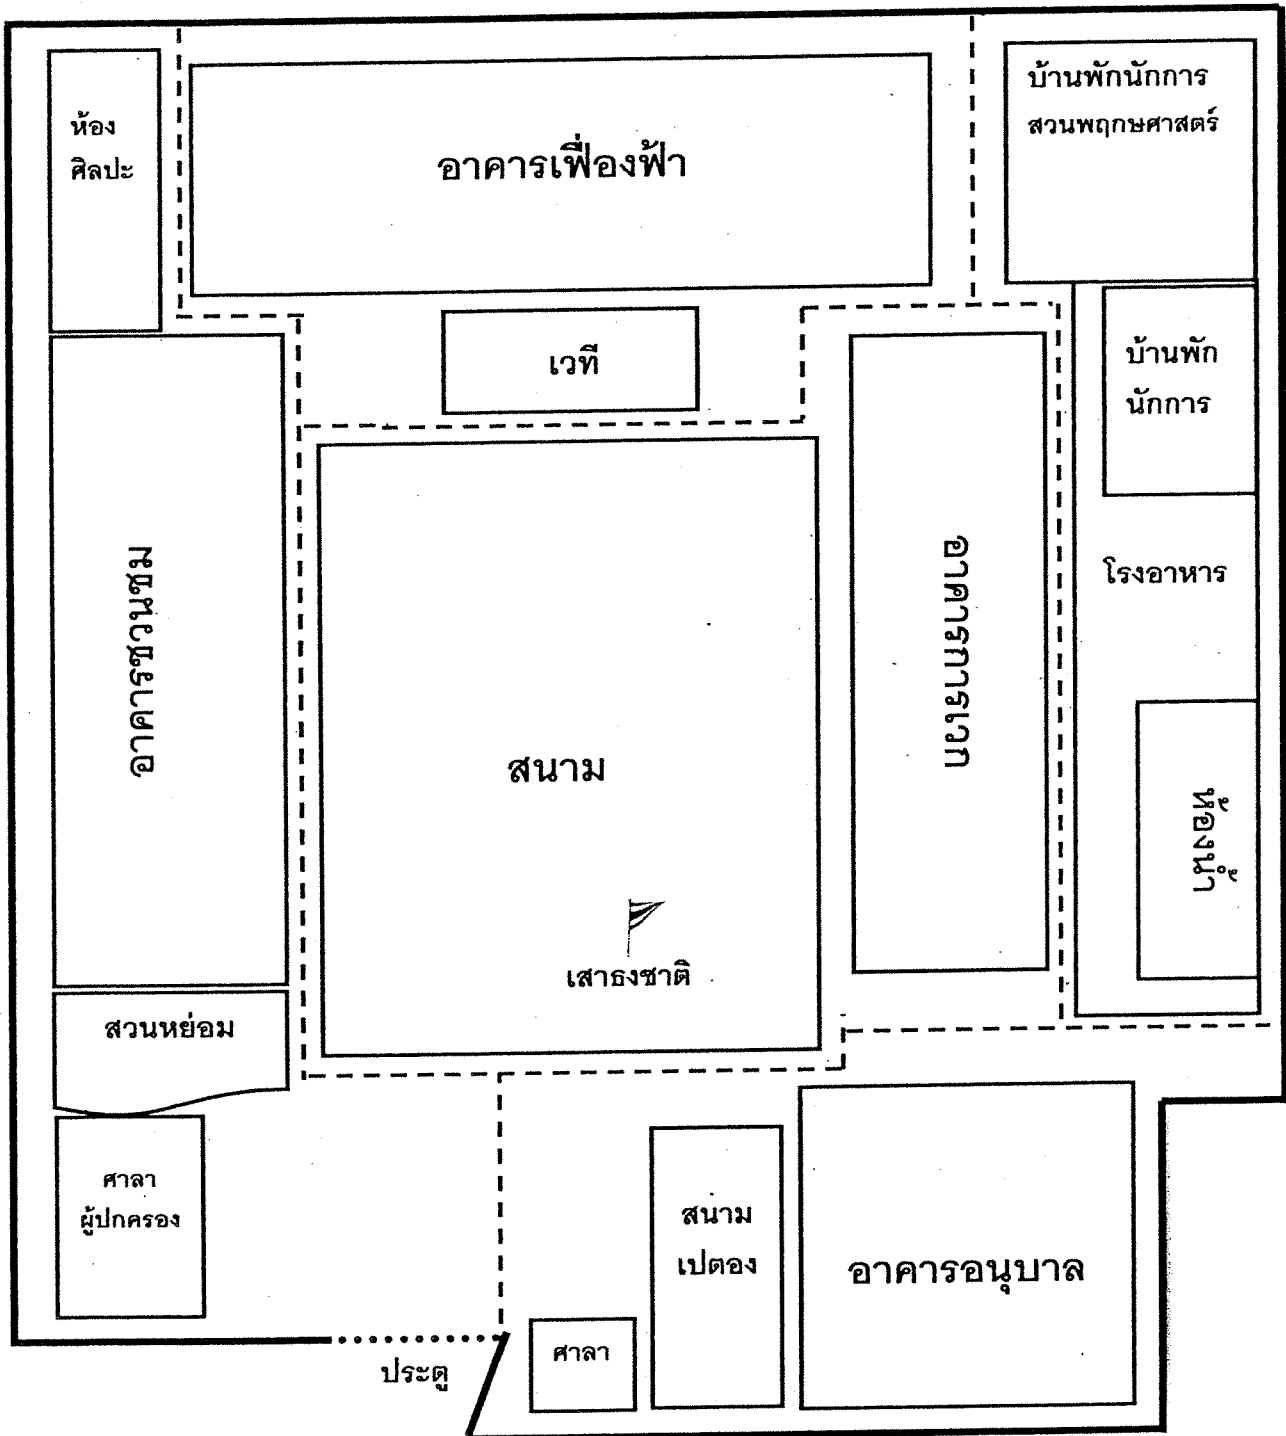 ห้อง
ศิลปะ
อาคารเฟื่องฟ้า
บ้านพักนักการ
สวนพฤกษศาสตร์
เวที
บ้านพัก
นักการ
อาคารชวนชม
อาคารการเวก
โรงอาหาร
สนาม
ห้องน้ำ
เสาธงชาติ
สวนหย่อม
ศาลา
ผู้ปกครอง
สนาม
เปตอง
อาคารอนุบาล
ศาลา
ประตู